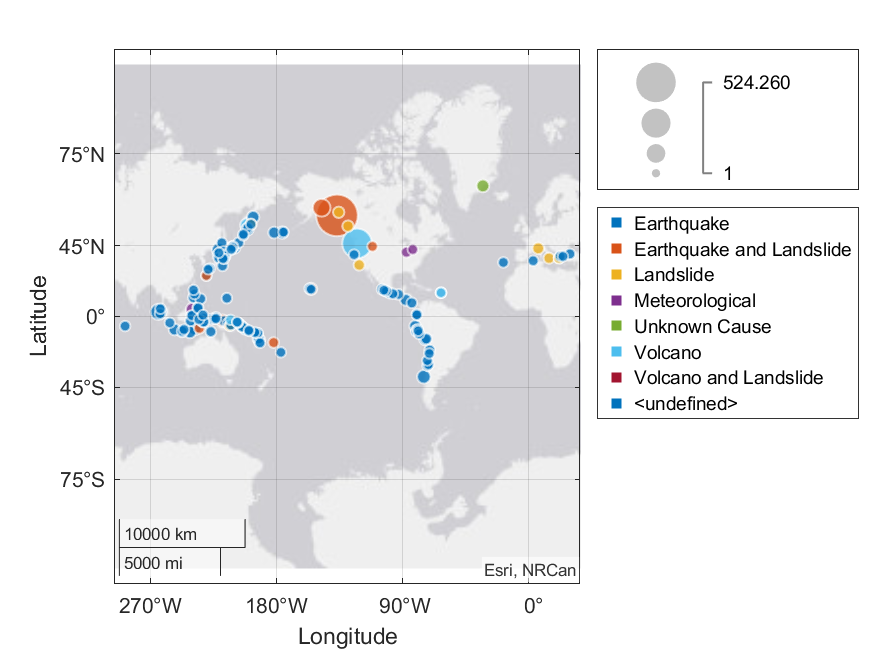 75°N
45°N
0°
45°S
75°S
Latitude
10000 km
5000 mi
Esri, NRCan
270°W
180°W
90°W
0°
Longitude
524.260
1
Earthquake
Earthquake and Landslide
Landslide
Meteorological
Unknown Cause
Volcano
Volcano and Landslide
<undefined>